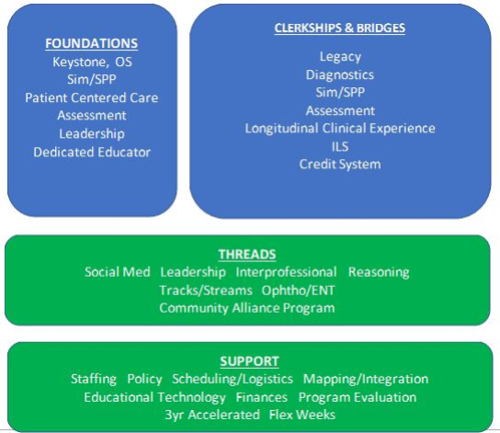 FOUNDATIONS
Keystone, OS
Sim/SPP
Patient Centered Care
Assessment
Leadership
Dedicated Educator
CLERKSHIPS & BRIDGES
Legacy
Diagnostics
Sim/SPP
Assessment
Longitudinal Clinical Experience
ILS
Credit System
THREADS
Social Med Leadership Interprofessional Reasoning
Tracks/Streams Ophtho/ENT
Community Alliance Program
SUPPORT
Staffing Policy Scheduling/Logistics Mapping/Integration
Educational Technology Finances Program Evaluation
3yr Accelerated Flex Weeks